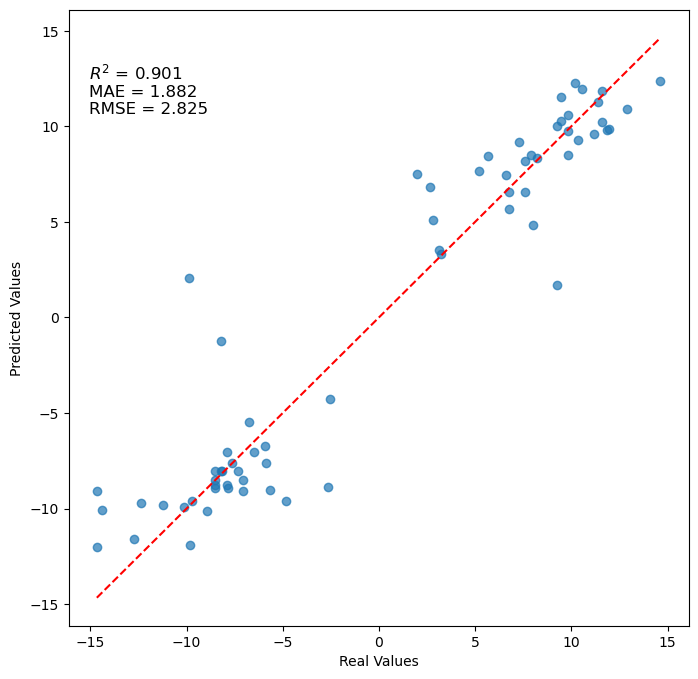 R² = 0.901
MAE = 1.882
RMSE = 2.825
15
10
5
0
−5
−10
−15
Predicted Values
−15 −10 −5 0 5 10 15
Real Values